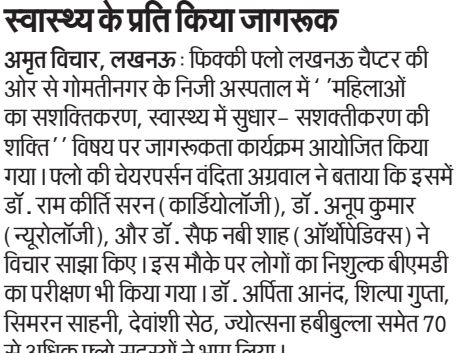 स्वास्थ्य के प्रति किया जागरूक
अमृत विचार, लखनऊ : फिक्की फ्लो लखनऊ चैप्टर की
ओर से गोमतीनगर के निजी अस्पताल में ' 'महिलाओं
का सशक्तिकरण, स्वास्थ्य में सुधार– सशक्तीकरण की
शक्ति ' ' विषय पर जागरूकता कार्यक्रम आयोजित किया
गया । फ्लो की चेयरपर्सन वंदिता अग्रवाल ने बताया कि इसमें
डॉ . राम कीर्ति सरन ( कार्डियोलॉजी ), डॉ . अनूप कुमार
( न्यूरोलॉजी ), और डॉ . सैफ नबी शाह ( ऑर्थोपेडिक्स ) ने
विचार साझा किए । इस मौके पर लोगों का निशुल्क बीएमडी
का परीक्षण भी किया गया । डॉ . अर्पिता आनंद, शिल्पा गुप्ता,
सिमरन साहनी, देवांशी सेठ, ज्योत्सना हबीबुल्ला समेत 70
से अधिक फ्लो सदस्यों ने भाग लिया ।